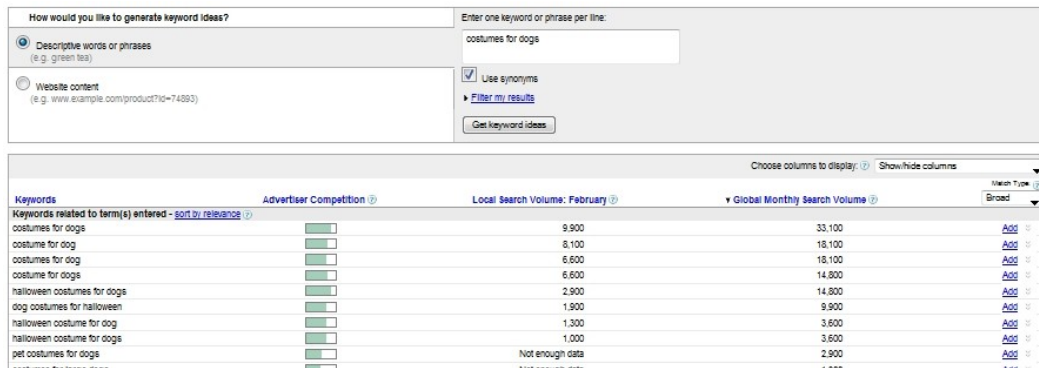 How would you like to generate keyword ideas?
Enter one keyword or phrase per line:
Descriptive words or phrases
(e.g. green tea)
costumes for dogs
Website content
(e.g. www.example.com/product?id=74893)
Use synonyms
Filter my results
Get keyword ideas
Choose columns to display: Show/hide columns
Match Type:
Keywords Advertiser Competition Local Search Volume: February Global Monthly Search Volume Broad
Keywords related to term(s) entered - sort by relevance
costumes for dogs 9,900 33,100 Add
costume for dog 8,100 18,100 Add
costumes for dog 6,600 18,100 Add
costume for dogs 6,600 14,800 Add
halloween costumes for dogs 2,900 14,800 Add
dog costumes for halloween 1,900 9,900 Add
halloween costume for dog 1,300 3,600 Add
halloween costume for dogs 1,000 3,600 Add
pet costumes for dogs Not enough data 2,900 Add